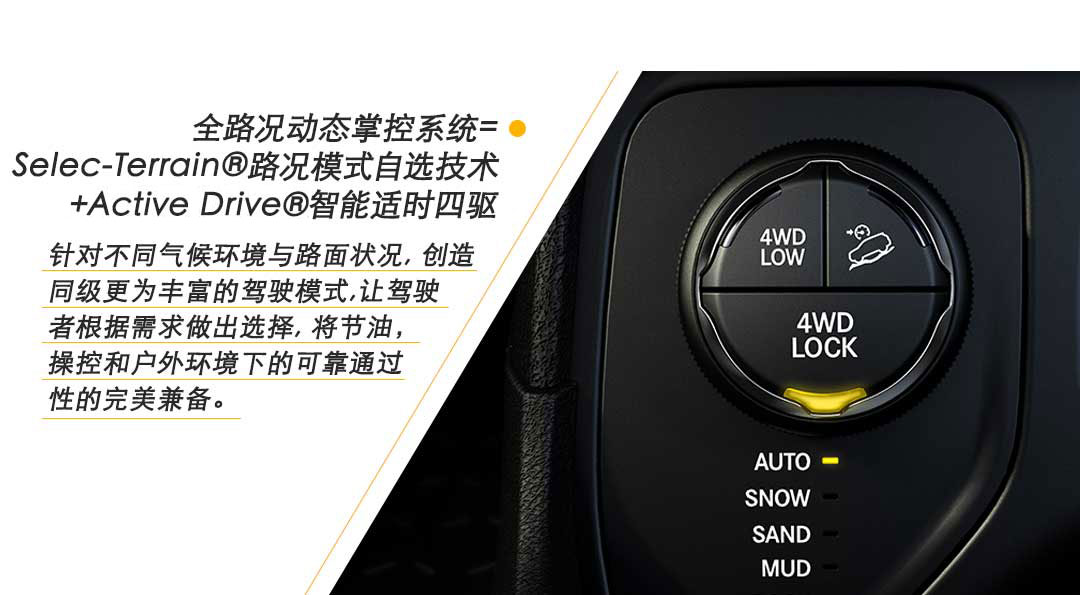 全路况动态掌控系统=
Selec-Terrain®路况模式自选技术
+Active Drive®智能适时四驱
针对不同气候环境与路面状况, 创造
同级更为丰富的驾驶模式,让驾驶
者根据需求做出选择, 将节油，
操控和户外环境下的可靠通过
性的完美兼备。
4WD
LOW
4WD
LOCK
AUTO
SNOW
SAND
MUD